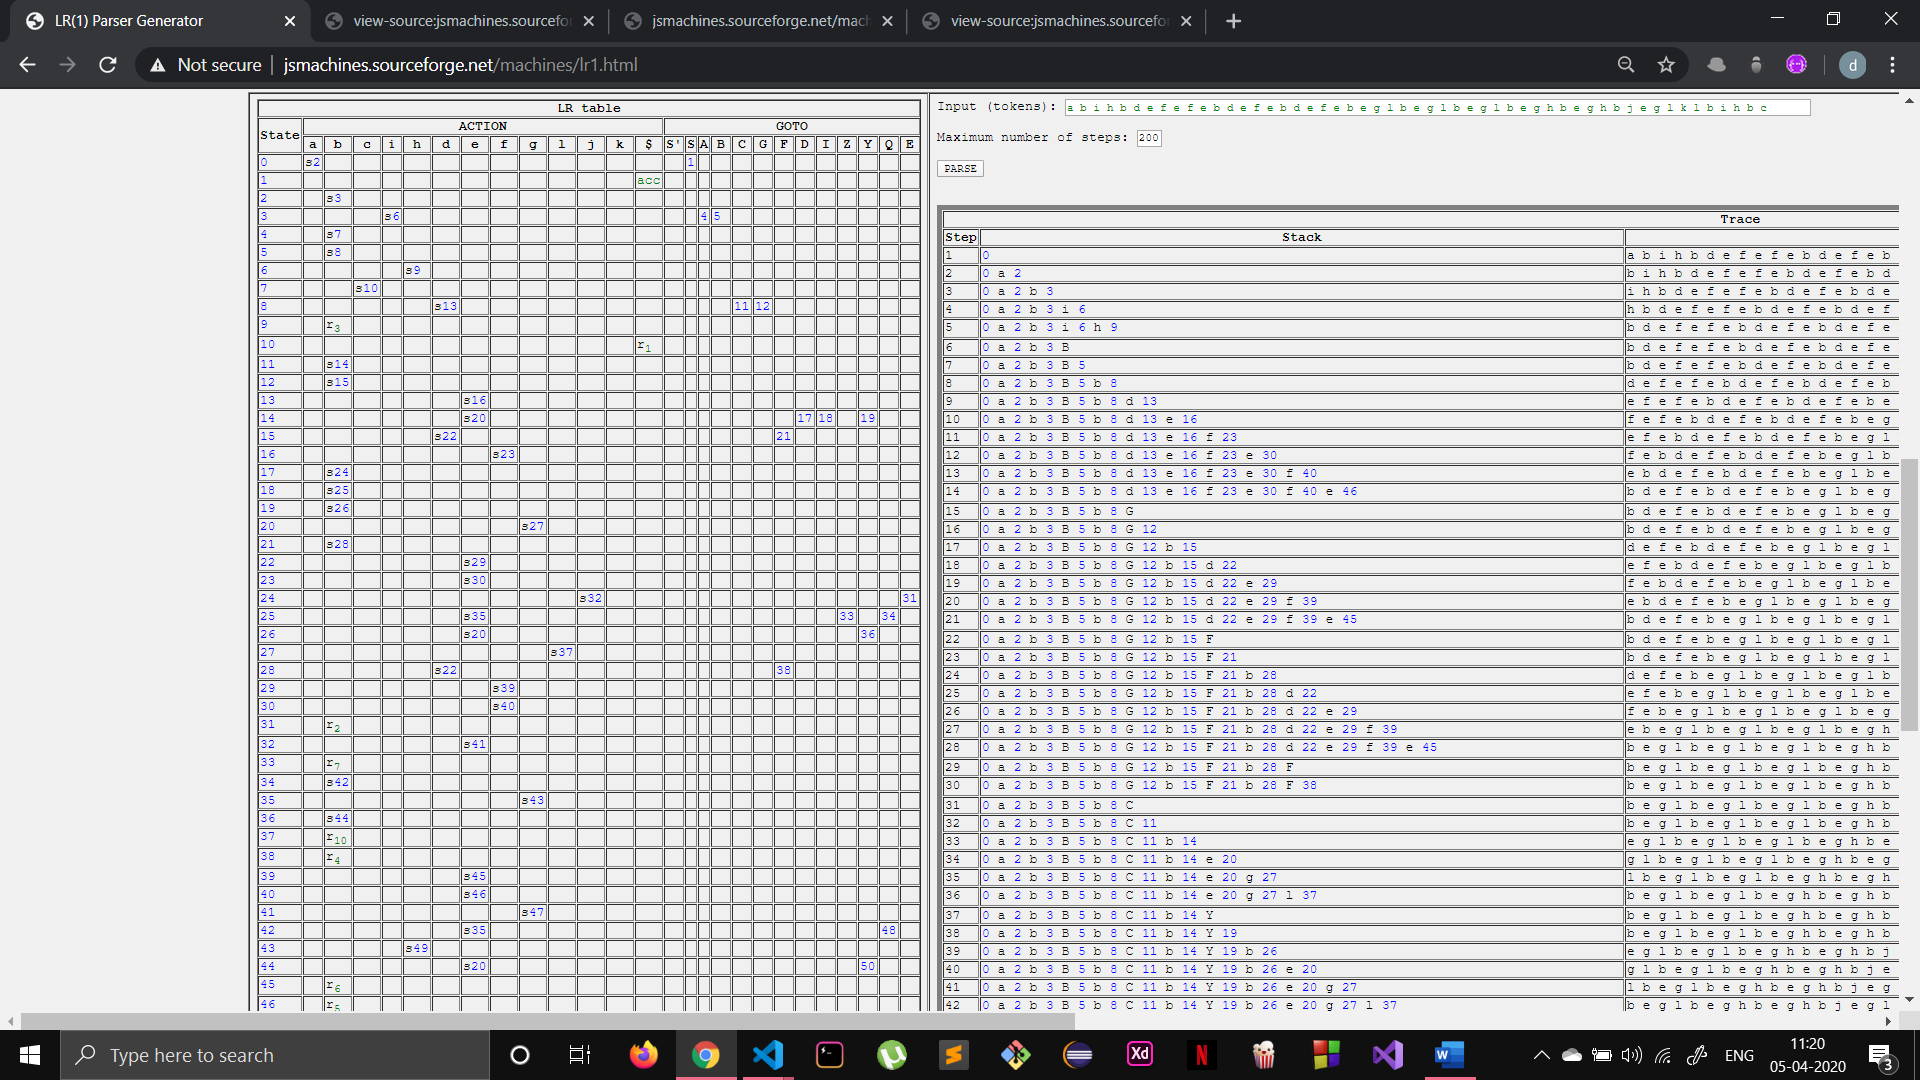 LR(1) Parser Generator
view-source:jsmachines.sourcefo
jsmachines.sourceforge.net/mach
view-source:jsmachines.sourcefo
Not secure | jsmachines.sourceforge.net/machines/lr1.html
d
LR table
State ACTION GOTO
a b c i h d e f g l j k $ S' S A B C G F D I Z Y Q E
0 s2 1
1 acc
2 s3
3 s6 4 5
4 s7
5 s8
6 s9
7 s10
8 s13 11 12
9 r3
10 r1
11 s14
12 s15
13 s16
14 s20 17 18 19
15 s22 21
16 s23
17 s24
18 s25
19 s26
20 s27
21 s28
22 s29
23 s30
24 s32 31
25 s35 33 34
26 s20 36
27 s37
28 s22 38
29 s39
30 s40
31 r2
32 s41
33 r7
34 s42
35 s43
36 s44
37 r10
38 r4
39 s45
40 s46
41 s47
42 s35 48
43 s49
44 s20 50
45 r6
46 r5
Input (tokens): a b i h b d e f e f e b d e f e b d e f e b e g l b e g l b e g l b e g h b e g h b j e g l k l b i h b c
Maximum number of steps: 200
PARSE
Trace
Step Stack
1 0 a b i h b d e f e f e b d e f e b
2 0 a 2 b i h b d e f e f e b d e f e b d
3 0 a 2 b 3 i h b d e f e f e b d e f e b d e
4 0 a 2 b 3 i 6 h b d e f e f e b d e f e b d e f
5 0 a 2 b 3 i 6 h 9 b d e f e f e b d e f e b d e f e
6 0 a 2 b 3 B b d e f e f e b d e f e b d e f e
7 0 a 2 b 3 B 5 b d e f e f e b d e f e b d e f e
8 0 a 2 b 3 B 5 b 8 d e f e f e b d e f e b d e f e b
9 0 a 2 b 3 B 5 b 8 d 13 e f e f e b d e f e b d e f e b e
10 0 a 2 b 3 B 5 b 8 d 13 e 16 f e f e b d e f e b d e f e b e g
11 0 a 2 b 3 B 5 b 8 d 13 e 16 f 23 e f e b d e f e b d e f e b e g l
12 0 a 2 b 3 B 5 b 8 d 13 e 16 f 23 e 30 f e b d e f e b d e f e b e g l b
13 0 a 2 b 3 B 5 b 8 d 13 e 16 f 23 e 30 f 40 e b d e f e b d e f e b e g l b e
14 0 a 2 b 3 B 5 b 8 d 13 e 16 f 23 e 30 f 40 e 46 b d e f e b d e f e b e g l b e g
15 0 a 2 b 3 B 5 b 8 G b d e f e b d e f e b e g l b e g
16 0 a 2 b 3 B 5 b 8 G 12 b d e f e b d e f e b e g l b e g
17 0 a 2 b 3 B 5 b 8 G 12 b 15 d e f e b d e f e b e g l b e g l
18 0 a 2 b 3 B 5 b 8 G 12 b 15 d 22 e f e b d e f e b e g l b e g l b
19 0 a 2 b 3 B 5 b 8 G 12 b 15 d 22 e 29 f e b d e f e b e g l b e g l b e
20 0 a 2 b 3 B 5 b 8 G 12 b 15 d 22 e 29 f 39 e b d e f e b e g l b e g l b e g
21 0 a 2 b 3 B 5 b 8 G 12 b 15 d 22 e 29 f 39 e 45 b d e f e b e g l b e g l b e g l
22 0 a 2 b 3 B 5 b 8 G 12 b 15 F b d e f e b e g l b e g l b e g l
23 0 a 2 b 3 B 5 b 8 G 12 b 15 F 21 b d e f e b e g l b e g l b e g l
24 0 a 2 b 3 B 5 b 8 G 12 b 15 F 21 b 28 d e f e b e g l b e g l b e g l b
25 0 a 2 b 3 B 5 b 8 G 12 b 15 F 21 b 28 d 22 e f e b e g l b e g l b e g l b e
26 0 a 2 b 3 B 5 b 8 G 12 b 15 F 21 b 28 d 22 e 29 f e b e g l b e g l b e g l b e g
27 0 a 2 b 3 B 5 b 8 G 12 b 15 F 21 b 28 d 22 e 29 f 39 e b e g l b e g l b e g l b e g h
28 0 a 2 b 3 B 5 b 8 G 12 b 15 F 21 b 28 d 22 e 29 f 39 e 45 b e g l b e g l b e g l b e g h b
29 0 a 2 b 3 B 5 b 8 G 12 b 15 F 21 b 28 F b e g l b e g l b e g l b e g h b
30 0 a 2 b 3 B 5 b 8 G 12 b 15 F 21 b 28 F 38 b e g l b e g l b e g l b e g h b
31 0 a 2 b 3 B 5 b 8 C b e g l b e g l b e g l b e g h b
32 0 a 2 b 3 B 5 b 8 C 11 b e g l b e g l b e g l b e g h b
33 0 a 2 b 3 B 5 b 8 C 11 b 14 e g l b e g l b e g l b e g h b e
34 0 a 2 b 3 B 5 b 8 C 11 b 14 e 20 g l b e g l b e g l b e g h b e g
35 0 a 2 b 3 B 5 b 8 C 11 b 14 e 20 g 27 l b e g l b e g l b e g h b e g h
36 0 a 2 b 3 B 5 b 8 C 11 b 14 e 20 g 27 l 37 b e g l b e g l b e g h b e g h b
37 0 a 2 b 3 B 5 b 8 C 11 b 14 Y b e g l b e g l b e g h b e g h b
38 0 a 2 b 3 B 5 b 8 C 11 b 14 Y 19 b e g l b e g l b e g h b e g h b
39 0 a 2 b 3 B 5 b 8 C 11 b 14 Y 19 b 26 e g l b e g l b e g h b e g h b j
40 0 a 2 b 3 B 5 b 8 C 11 b 14 Y 19 b 26 e 20 g l b e g l b e g h b e g h b j e
41 0 a 2 b 3 B 5 b 8 C 11 b 14 Y 19 b 26 e 20 g 27 l b e g l b e g h b e g h b j e g
42 0 a 2 b 3 B 5 b 8 C 11 b 14 Y 19 b 26 e 20 g 27 l 37 b e g l b e g h b e g h b j e g l
Type here to search
Xd
N
W
ENG
11:20
05-04-2020
3